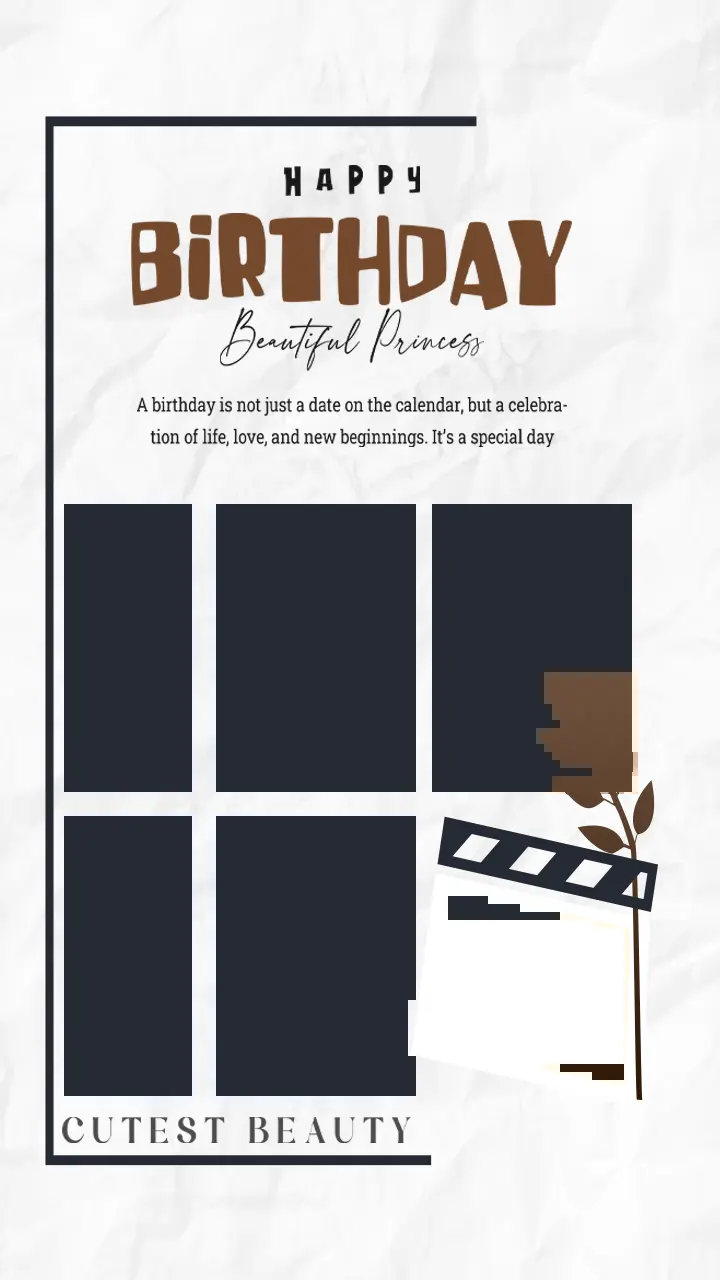 HAPPY
BiRTHDAY
Beautiful Princess
A birthday is not just a date on the calendar, but a celebra-
tion of life, love, and new beginnings. It’s a special day
CUTEST BEAUTY